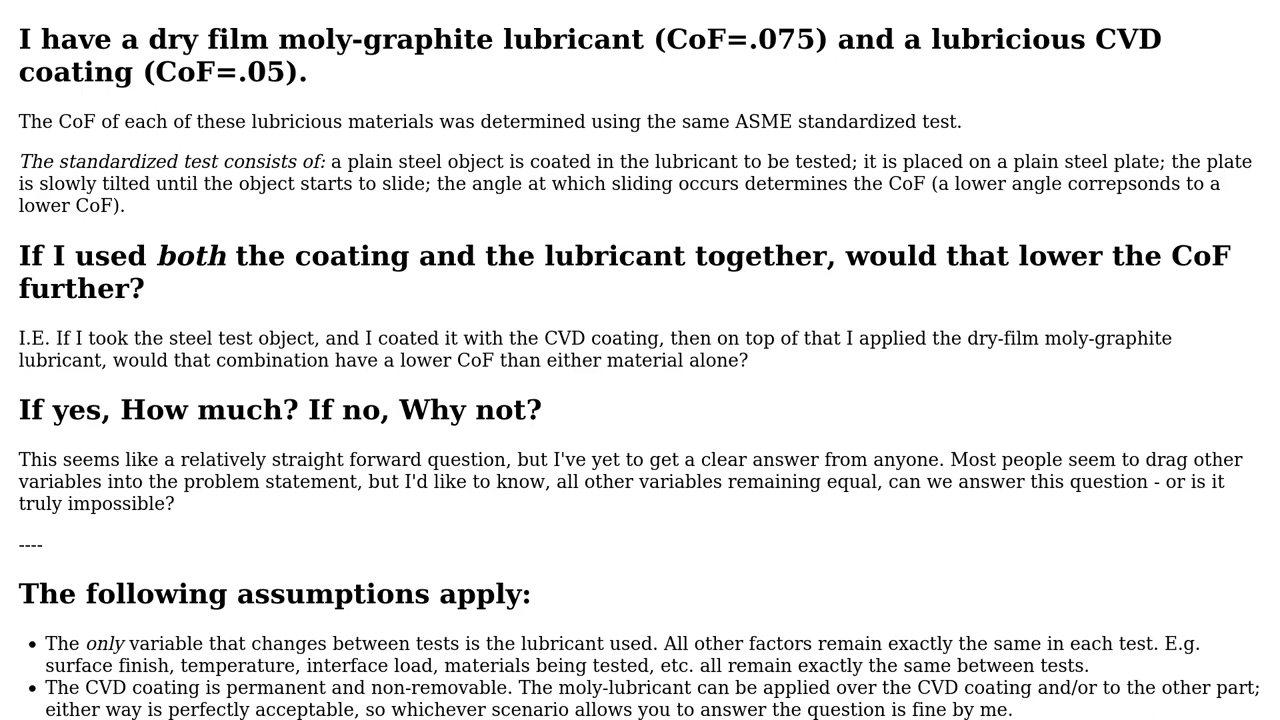 I have a dry film moly-graphite lubricant (CoF=.075) and a lubricious CVD
coating (CoF=.05).
The CoF of each of these lubricious materials was determined using the same ASME standardized test.
The standardized test consists of: a plain steel object is coated in the lubricant to be tested; it is placed on a plain steel plate; the plate
is slowly tilted until the object starts to slide; the angle at which sliding occurs determines the CoF (a lower angle correpsonds to a
lower CoF).
If I used both the coating and the lubricant together, would that lower the CoF
further?
I.E. If I took the steel test object, and I coated it with the CVD coating, then on top of that I applied the dry-film moly-graphite
lubricant, would that combination have a lower CoF than either material alone?
If yes, How much? If no, Why not?
This seems like a relatively straight forward question, but I've yet to get a clear answer from anyone. Most people seem to drag other
variables into the problem statement, but I'd like to know, all other variables remaining equal, can we answer this question - or is it
truly impossible?
----
The following assumptions apply:
• The only variable that changes between tests is the lubricant used. All other factors remain exactly the same in each test. E.g.
surface finish, temperature, interface load, materials being tested, etc. all remain exactly the same between tests.
• The CVD coating is permanent and non-removable. The moly-lubricant can be applied over the CVD coating and/or to the other part;
either way is perfectly acceptable, so whichever scenario allows you to answer the question is fine by me.